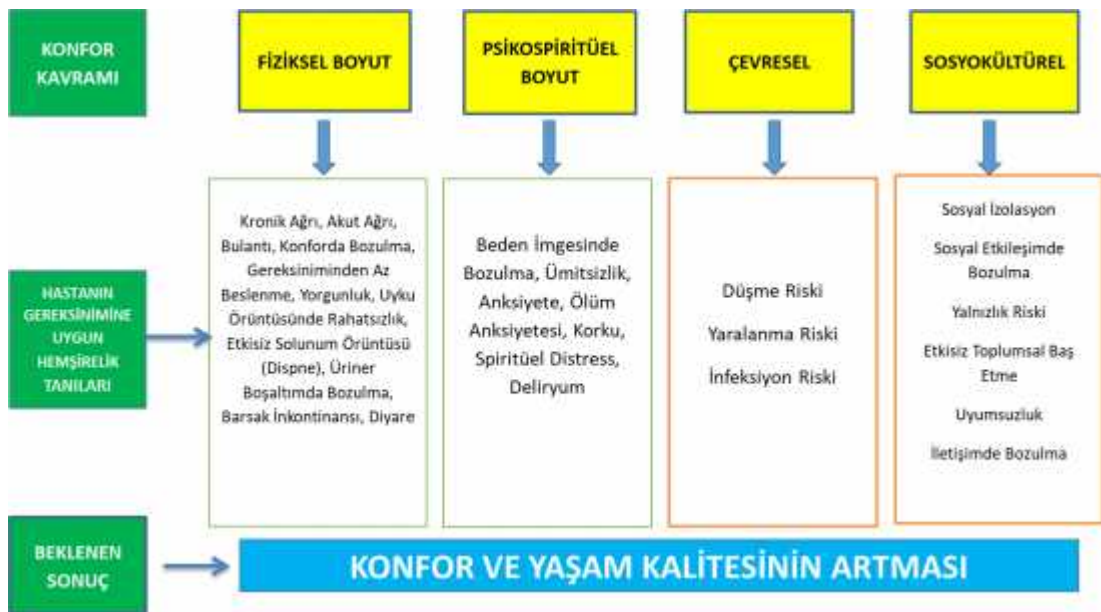 KONFOR
KAVRAMI
FİZİKSEL BOYUT
PSİKOSPİRİTÜEL
BOYUT
ÇEVRESEL
SOSYOKÜLTÜREL
HASTANIN
GEREKSİNİMİNE
UYGUN
HEMŞİRELİK
TANILARI
Kronik Ağrı, Akut Ağrı,
Bulantı, Konforda Bozulma,
Gereksiniminden Az
Beslenme, Yorgunluk, Uyku
Örüntüsünde Rahatsızlık,
Etkisiz Solunum Örüntüsü
(Dispne), Üriner
Boşaltımda Bozulma,
Barsak İnkontinansı, Diyare
Beden İmgesinde
Bozulma, Ümitsizlik,
Anksiyete, Ölüm
Anksiyetesi, Korku,
Spiritüel Distress,
Deliryum
Düşme Riski
Yaralanma Riski
İnfeksiyon Riski
Sosyal İzolasyon
Sosyal Etkileşimde
Bozulma
Yalnızlık Riski
Etkisiz Toplumsal Baş
Etme
Uyumsuzluk
İletişimde Bozulma
BEKLENEN
SONUÇ
KONFOR VE YAŞAM KALİTESİNİN ARTMASI